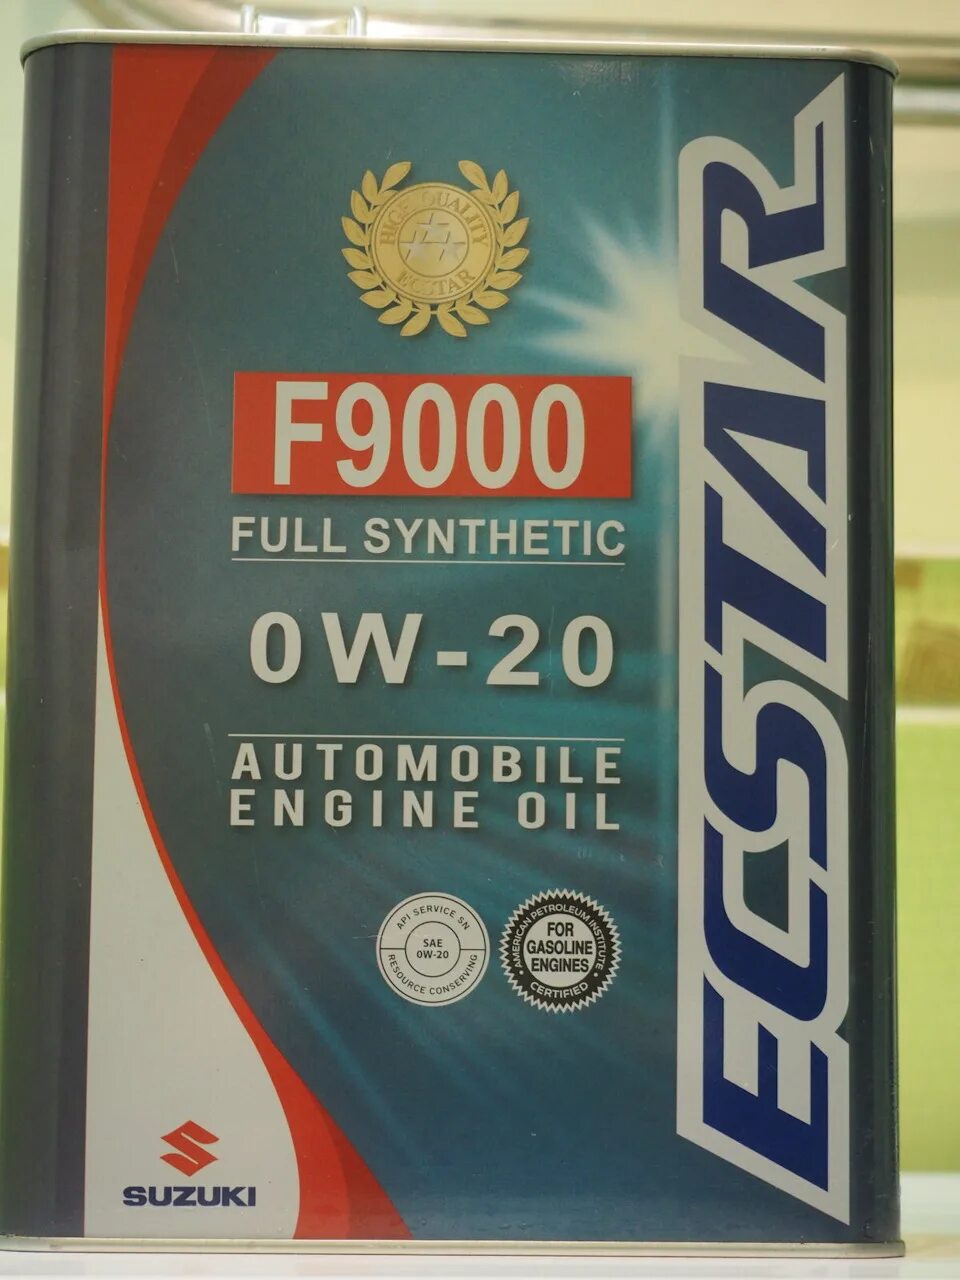 HIGH QUALITY
ECSTAR
F9000
FULL SYNTHETIC
0W-20
AUTOMOBILE
ENGINE OIL
API SERVICE SN
SAE
0W-20
RESOURCE CONSERVING
AMERICAN PETROLEUM INSTITUTE
FOR
GASOLINE
ENGINES
CERTIFIED
SUZUKI
ECSTAR